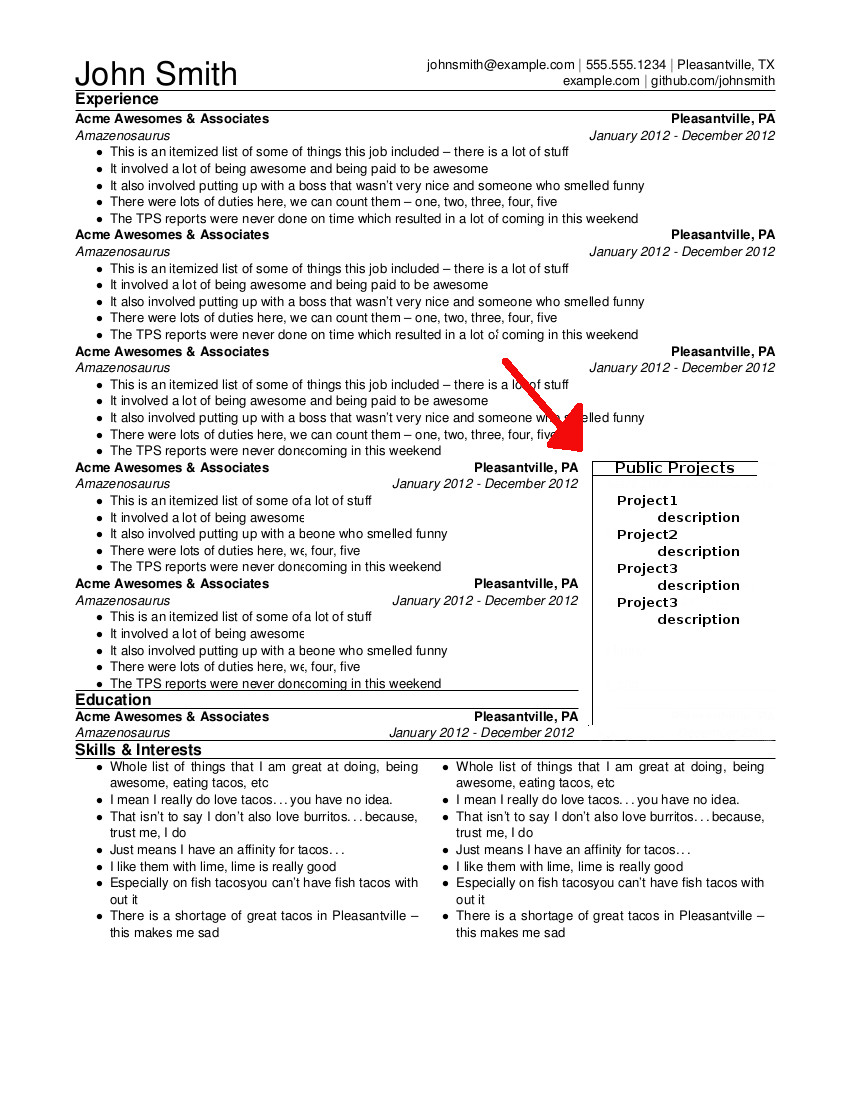 John Smith
johnsmith@example.com | 555.555.1234 | Pleasantville, TX
example.com | github.com/johnsmith
Experience
Acme Awesomes & Associates Pleasantville, PA
Amazenosaurus January 2012 - December 2012
• This is an itemized list of some of things this job included – there is a lot of stuff
• It involved a lot of being awesome and being paid to be awesome
• It also involved putting up with a boss that wasn't very nice and someone who smelled funny
• There were lots of duties here, we can count them – one, two, three, four, five
• The TPS reports were never done on time which resulted in a lot of coming in this weekend
Acme Awesomes & Associates Pleasantville, PA
Amazenosaurus January 2012 - December 2012
• This is an itemized list of some of things this job included – there is a lot of stuff
• It involved a lot of being awesome and being paid to be awesome
• It also involved putting up with a boss that wasn't very nice and someone who smelled funny
• There were lots of duties here, we can count them – one, two, three, four, five
• The TPS reports were never done on time which resulted in a lot of coming in this weekend
Acme Awesomes & Associates Pleasantville, PA
Amazenosaurus January 2012 - December 2012
• This is an itemized list of some of things this job included – there is a lot of stuff
• It involved a lot of being awesome and being paid to be awesome
• It also involved putting up with a boss that wasn't very nice and someone who smelled funny
• There were lots of duties here, we can count them – one, two, three, four, five
• The TPS reports were never done coming in this weekend
Acme Awesomes & Associates Pleasantville, PA
Amazenosaurus January 2012 - December 2012
• This is an itemized list of some of a lot of stuff
• It involved a lot of being awesome
• It also involved putting up with a beone who smelled funny
• There were lots of duties here, we, four, five
• The TPS reports were never done coming in this weekend
Acme Awesomes & Associates Pleasantville, PA
Amazenosaurus January 2012 - December 2012
• This is an itemized list of some of a lot of stuff
• It involved a lot of being awesome
• It also involved putting up with a beone who smelled funny
• There were lots of duties here, we, four, five
• The TPS reports were never done coming in this weekend
Public Projects
Project1
description
Project2
description
Project3
description
Project3
description
Education
Acme Awesomes & Associates Pleasantville, PA
Amazenosaurus January 2012 - December 2012
Skills & Interests
• Whole list of things that I am great at doing, being
awesome, eating tacos, etc
• I mean I really do love tacos...you have no idea.
• That isn't to say I don't also love burritos...because,
trust me, I do
• Just means I have an affinity for tacos...
• I like them with lime, lime is really good
• Especially on fish tacosyou can't have fish tacos with
out it
• There is a shortage of great tacos in Pleasantville –
this makes me sad
• Whole list of things that I am great at doing, being
awesome, eating tacos, etc
• I mean I really do love tacos...you have no idea.
• That isn't to say I don't also love burritos...because,
trust me, I do
• Just means I have an affinity for tacos...
• I like them with lime, lime is really good
• Especially on fish tacosyou can't have fish tacos with
out it
• There is a shortage of great tacos in Pleasantville –
this makes me sad